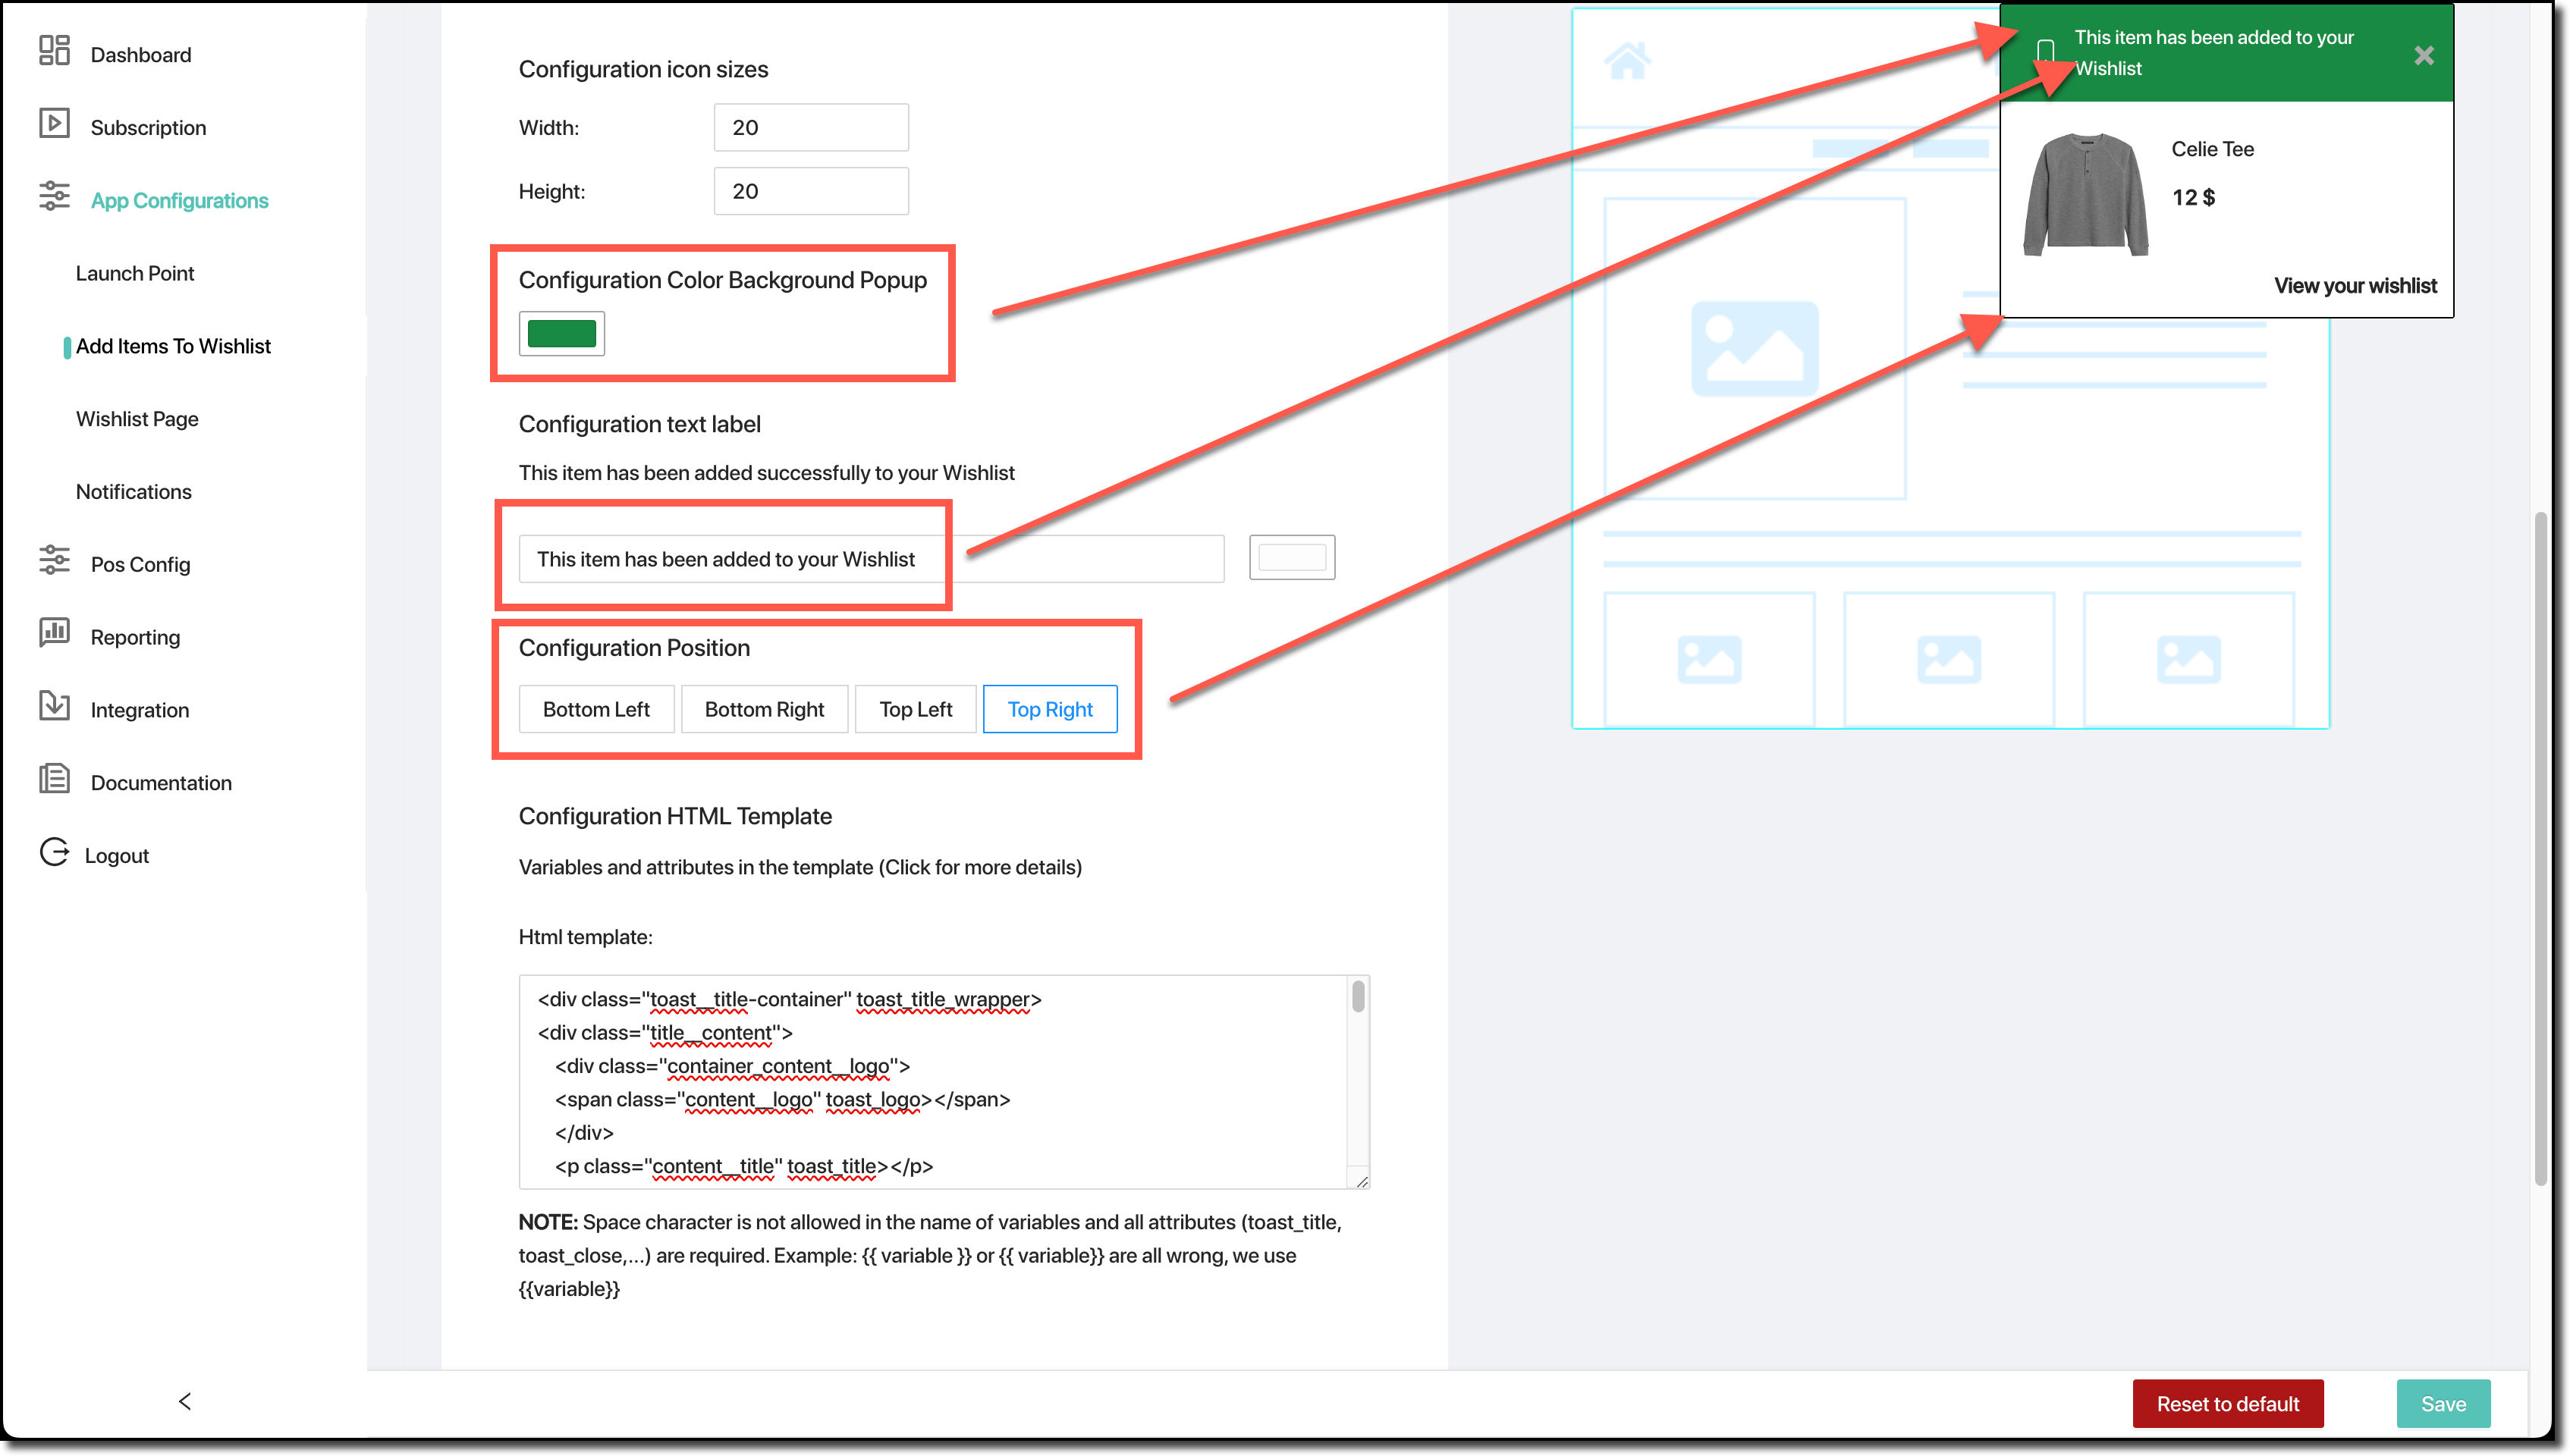 Dashboard
Subscription
App Configurations
Launch Point
Add Items To Wishlist
Wishlist Page
Notifications
Pos Config
Reporting
Integration
Documentation
Logout
Configuration icon sizes
Width:
20
Height:
20
Configuration Color Background Popup
Configuration text label
This item has been added successfully to your Wishlist
This item has been added to your Wishlist
Configuration Position
Bottom Left
Bottom Right
Top Left
Top Right
Configuration HTML Template
Variables and attributes in the template (Click for more details)
Html template:
<div class="toast__title-container" toast_title_wrapper>
<div class="title__content">
<div class="container_content__logo">
<span class="content__logo" toast_logo></span>
</div>
<p class="content__title" toast_title></p>
NOTE: Space character is not allowed in the name of variables and all attributes (toast_title,
toast_close,...) are required. Example: {{ variable }} or {{ variable}} are all wrong, we use
{{variable}}
This item has been added to your
Wishlist
Celie Tee
12 $
View your wishlist
Reset to default
Save